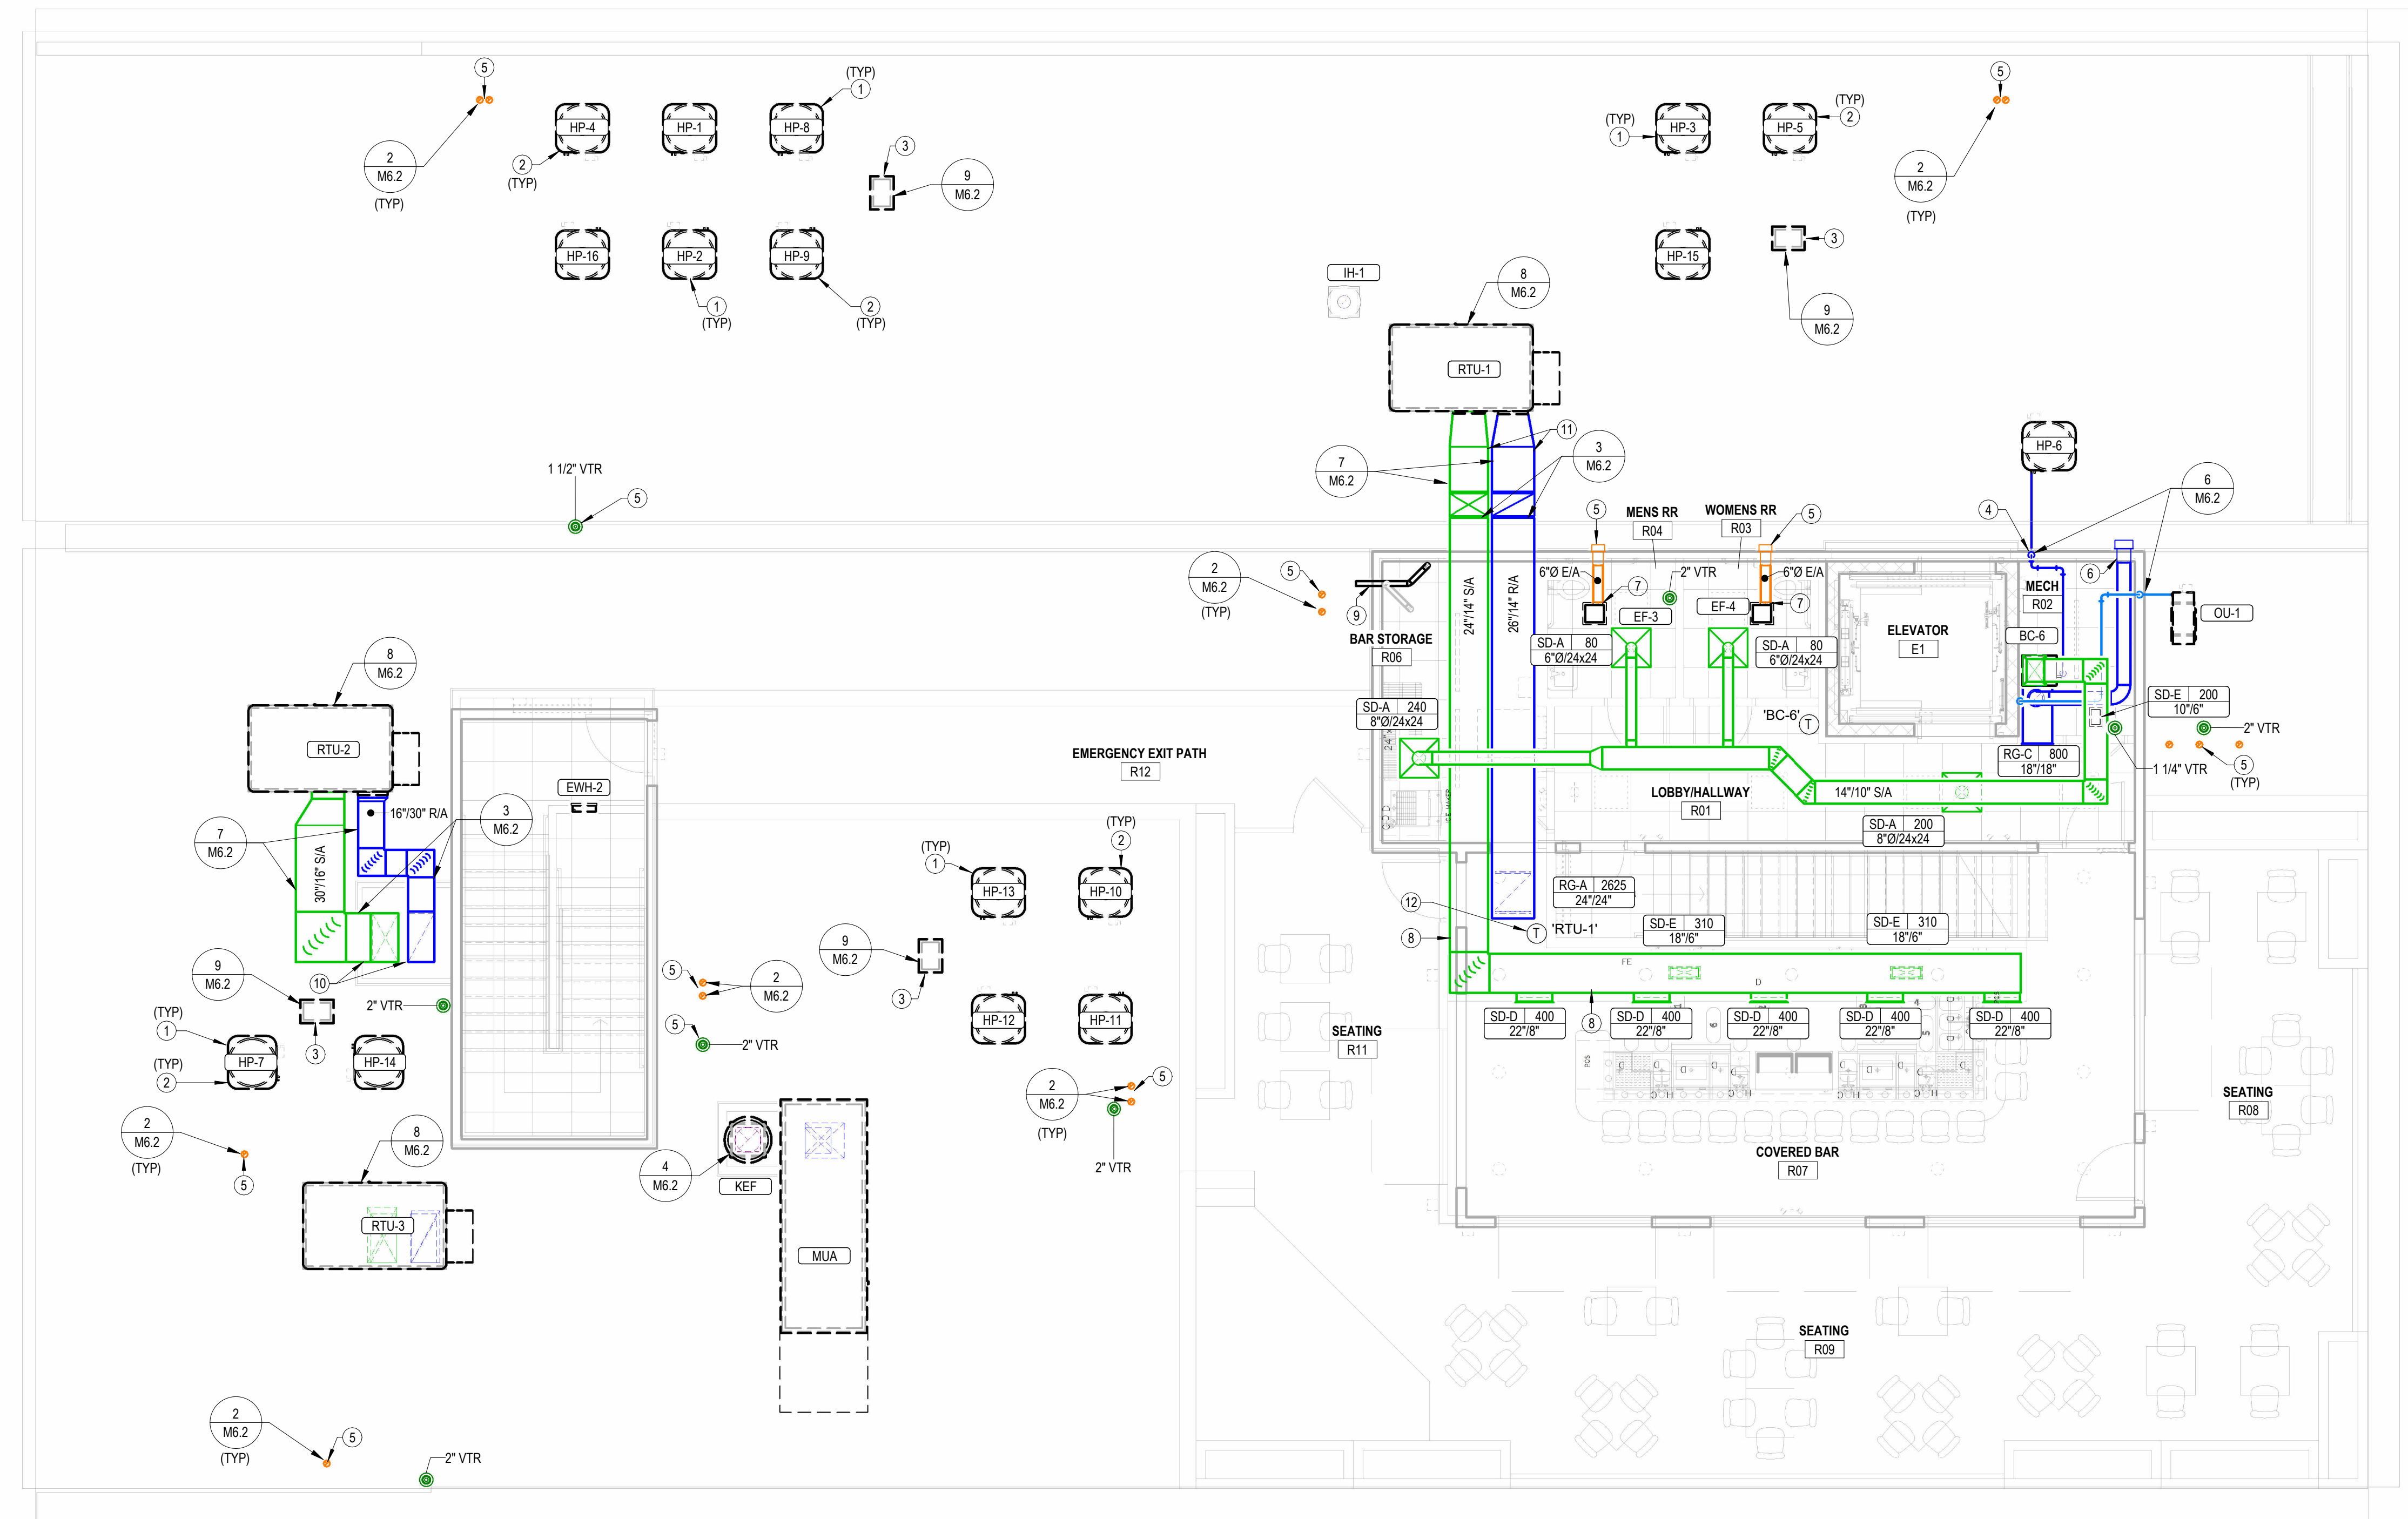 5
(TYP)
1
5
(TYP)
2
(TYP)
1
HP-4
HP-1
HP-8
HP-3
HP-5
2
M6.2
(TYP)
2
(TYP)
3
9
M6.2
2
M6.2
(TYP)
HP-16
HP-2
HP-9
HP-15
3
1
(TYP)
2
(TYP)
IH-1
8
M6.2
9
M6.2
RTU-1
11
3
M6.2
7
M6.2
HP-6
6
M6.2
1 1/2" VTR
5
5
MENS RR
R04
WOMENS RR
R03
5
4
2
M6.2
(TYP)
5
9
24"/14" S/A
26"/14" R/A
6"Ø E/A
7
2" VTR
6"Ø E/A
7
6
MECH
R02
EF-3
EF-4
OU-1
BAR STORAGE
R06
SD-A 80
6"Ø/24x24
SD-A 80
6"Ø/24x24
ELEVATOR
E1
BC-6
SD-A 240
8"Ø/24x24
'BC-6'
T
SD-E 200
10"/6"
2" VTR
5
(TYP)
1 1/4" VTR
RG-C 800
18"/18"
8
M6.2
RTU-2
EMERGENCY EXIT PATH
R12
EWH-2
LOBBY/HALLWAY
R01
14"/10" S/A
SD-A 200
8"Ø/24x24
ICE MAKER
16"/30" R/A
3
M6.2
7
M6.2
30"/16" S/A
(TYP)
1
(TYP)
2
HP-13
HP-10
RG-A 2625
24"/24"
12
T
'RTU-1'
8
SD-E 310
18"/6"
SD-E 310
18"/6"
9
M6.2
3
9
M6.2
10
5
2
M6.2
FE
D
2" VTR
(TYP)
1
3
5
2" VTR
HP-12
HP-11
SD-D 400
22"/8"
8
SD-D 400
22"/8"
SD-D 400
22"/8"
SD-D 400
22"/8"
SD-D 400
22"/8"
SEATING
R11
HP-7
HP-14
(TYP)
2
POS
6
5
4
2
M6.2
(TYP)
5
2" VTR
SEATING
R08
2
M6.2
(TYP)
5
8
M6.2
4
M6.2
KEF
COVERED BAR
R07
RTU-3
MUA
SEATING
R09
2
M6.2
(TYP)
5
2" VTR